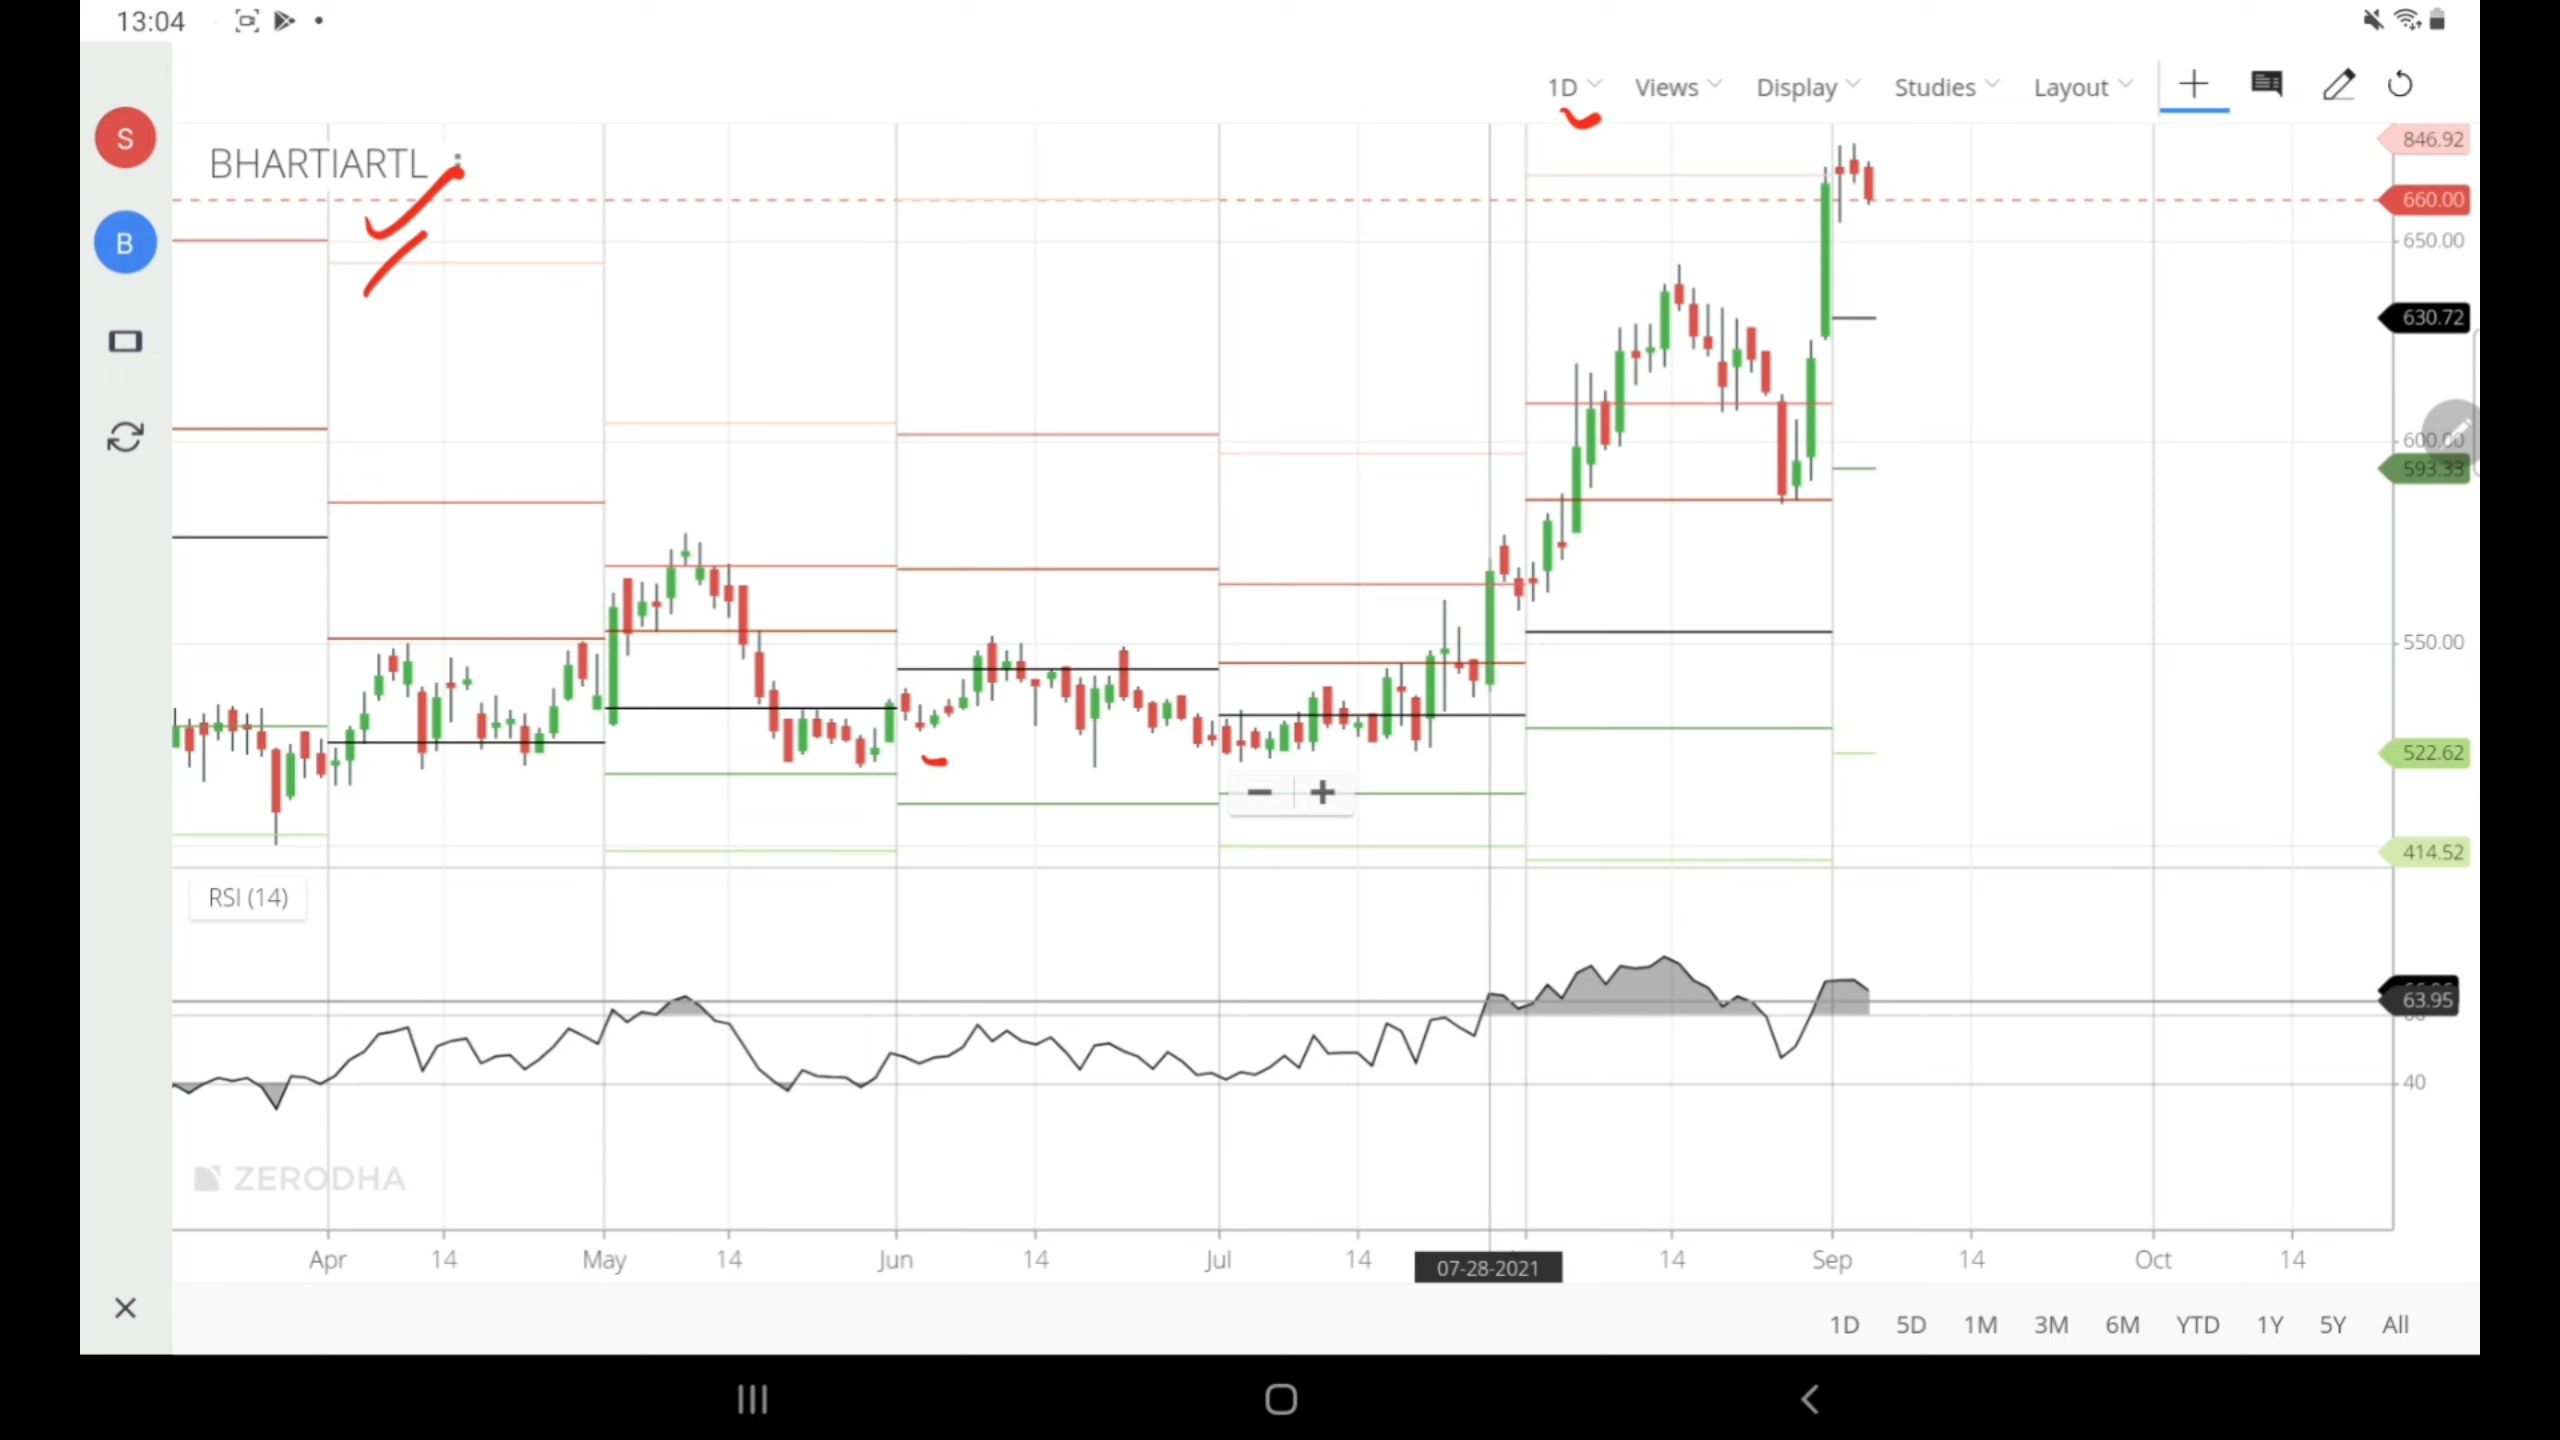 13:04
1D Views Display Studies Layout
S
BHARTIARTL
B
846.92
660.00
650.00
630.72
600.00
593.33
550.00
522.62
414.52
RSI (14)
63.95
40
ZERODHA
Apr 14 May 14 Jun 14 Jul 14 07-28-2021 14 Sep 14 Oct 14
1D 5D 1M 3M 6M YTD 1Y 5Y All